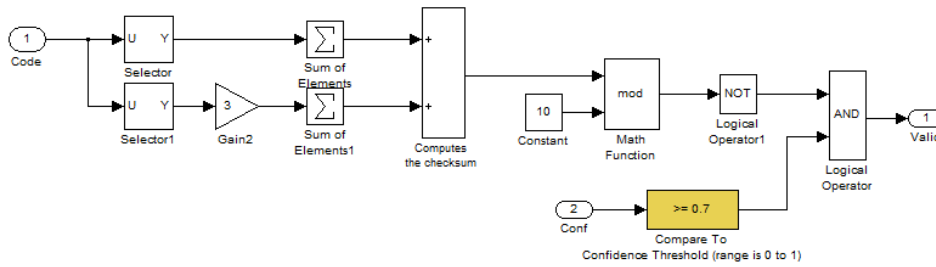 1
Code
U Y
Selector
Sum of
Elements
+
U Y
Selector1
3
Gain2
Sum of
Elements1
+
Computes
the checksum
10
Constant
mod
Math
Function
NOT
Logical
Operator1
AND
Logical
Operator
1
Valid
2
Conf
>= 0.7
Compare To
Confidence Threshold (range is 0 to 1)